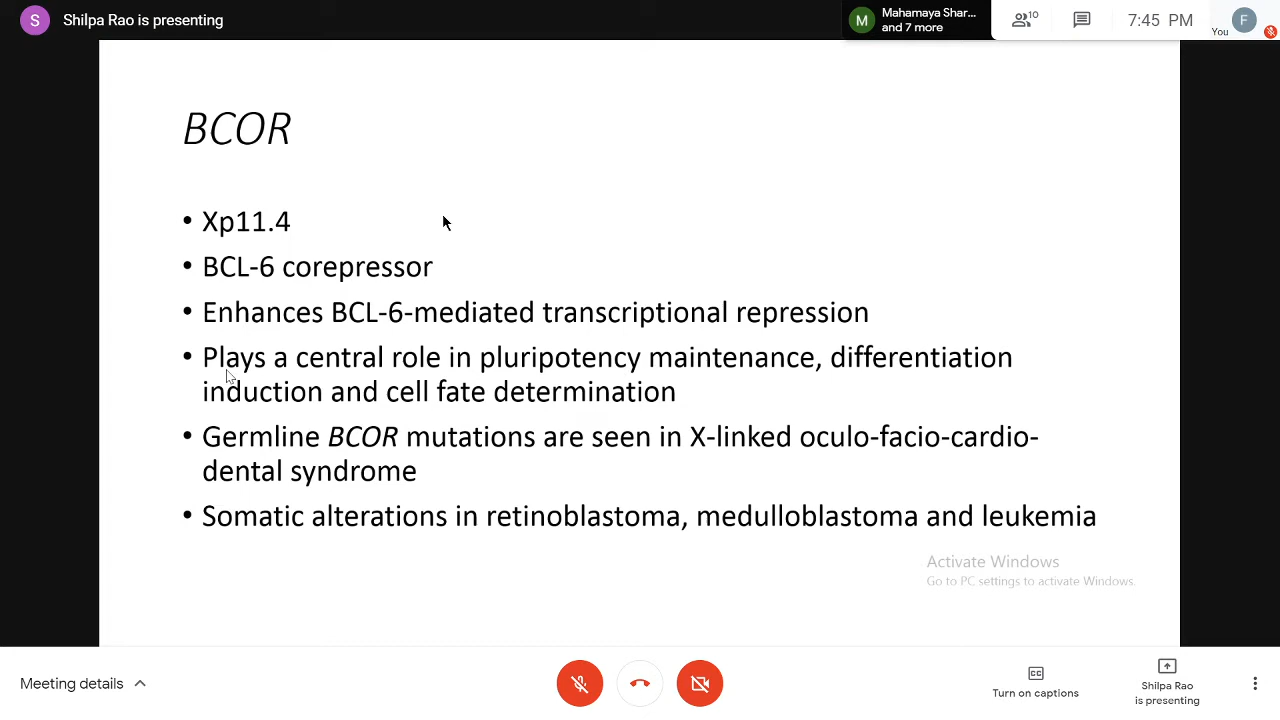 S
Shilpa Rao is presenting
M
Mahamaya Shar...
and 7 more
10
7:45 PM
You
F
BCOR
• Xp11.4
• BCL-6 corepressor
• Enhances BCL-6-mediated transcriptional repression
• Plays a central role in pluripotency maintenance, differentiation
induction and cell fate determination
• Germline BCOR mutations are seen in X-linked oculo-facio-cardio-
dental syndrome
• Somatic alterations in retinoblastoma, medulloblastoma and leukemia
Activate Windows
Go to PC settings to activate Windows.
Meeting details
CC
Turn on captions
Shilpa Rao
is presenting